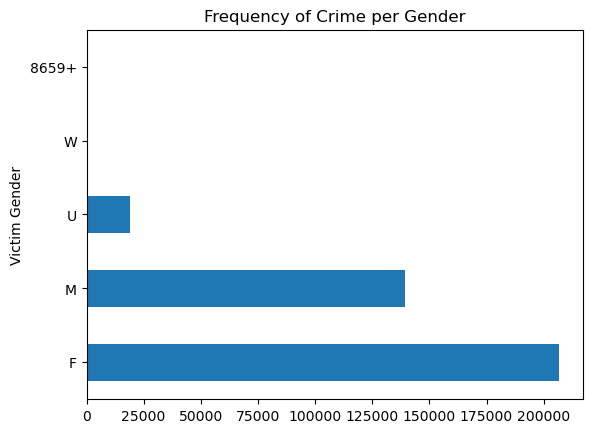 Frequency of Crime per Gender
Victim Gender
8659+
W
U
M
F
0 25000 50000 75000 100000 125000 150000 175000 200000